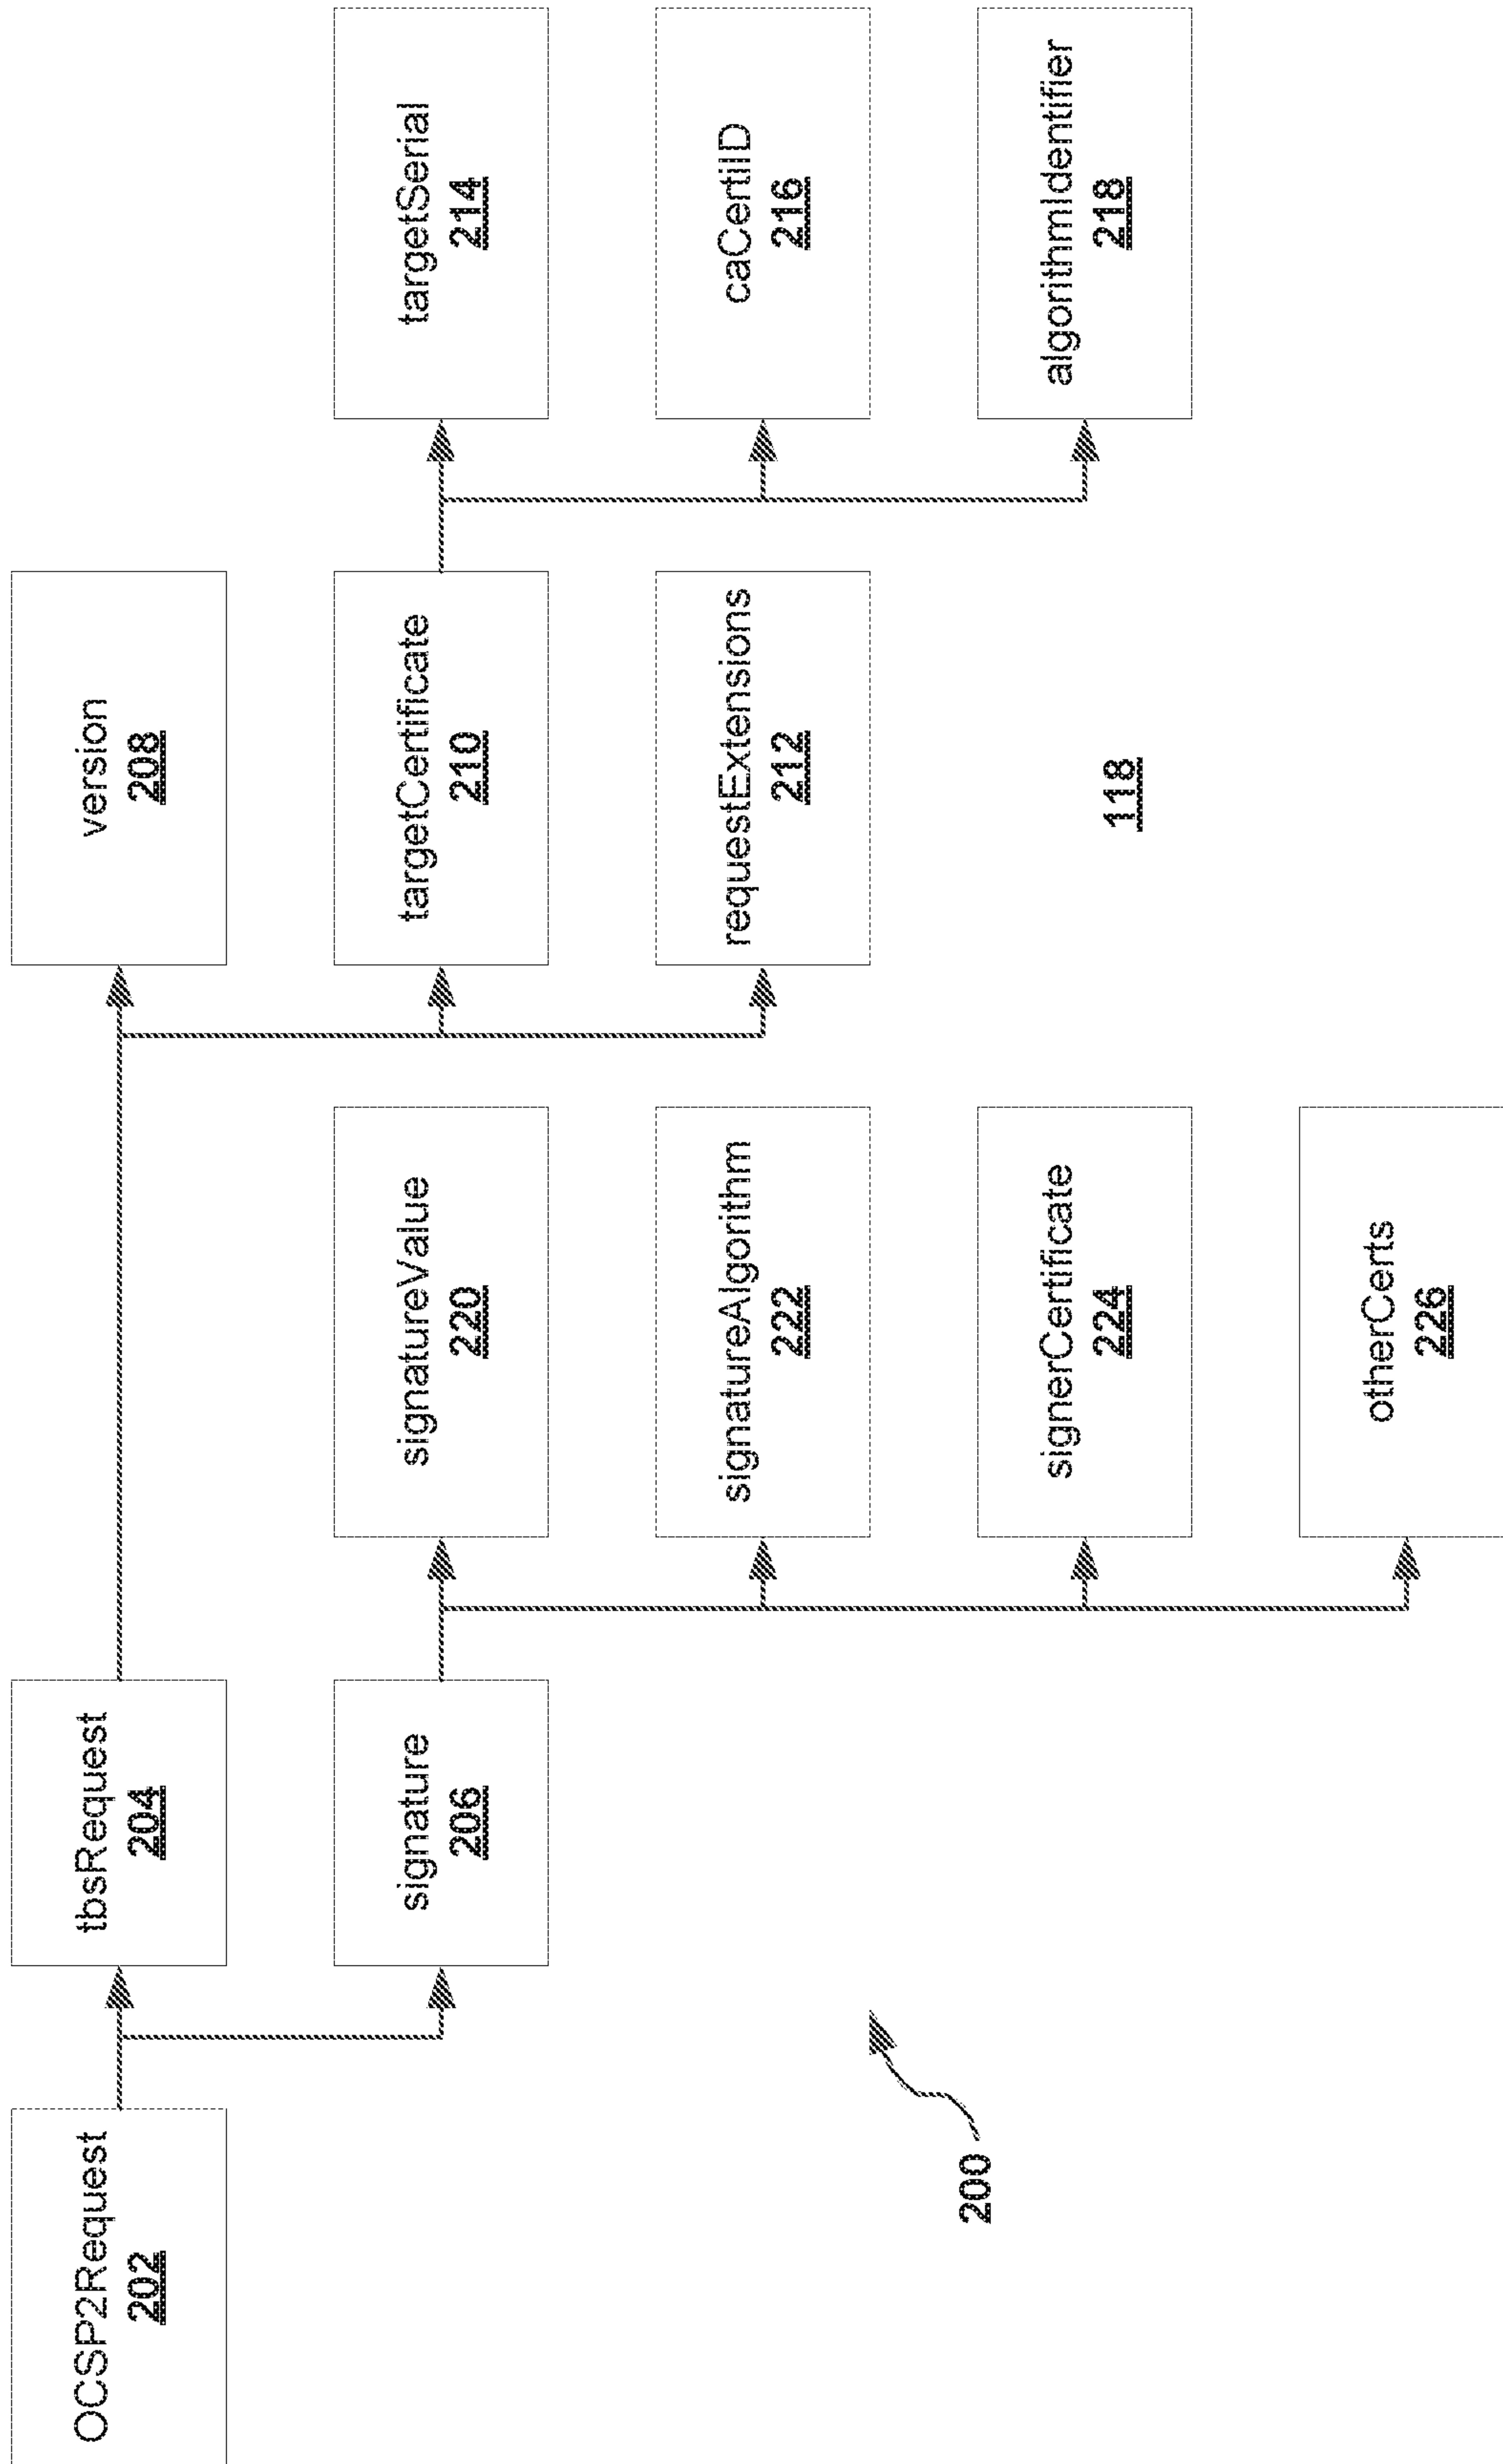 OCSP2Request
202
tbsRequest
204
version
208
signature
206
signatureValue
220
targetCertificate
210
targetSerial
214
signatureAlgorithm
222
requestExtensions
212
caCertiID
216
signerCertificate
224
algorithmIdentifier
218
otherCerts
226
200
118